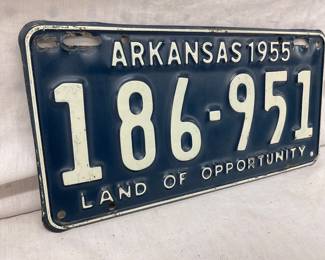 ARKANSAS 1955
186-951
LAND OF OPPORTUNITY